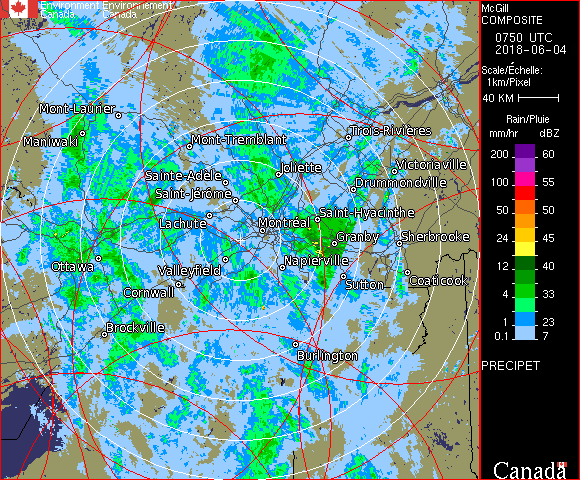 Environment Environnement
Canada Canada
McGill
COMPOSITE
0750 UTC
2018-06-04
Scale/Échelle:
1km/Pixel
40 KM
Rain/Pluie
mm/hr dBZ
200 60
100 55
50 50
40 45
24 35
12 40
4 33
1 23
0.1 7
PRECIPET
Canada
Mont-Laurier
Maniwaki
Mont-Tremblant
Trois-Rivières
Sainte-Adèle
Joliette
Victoriaville
Saint-Jérôme
Drummondville
Lachute
Montréal
Saint-Hyacinthe
Granby
Sherbrooke
Ottawa
Valleyfield
Napierville
Cornwall
Sutton
Coaticook
Brockville
Burlington